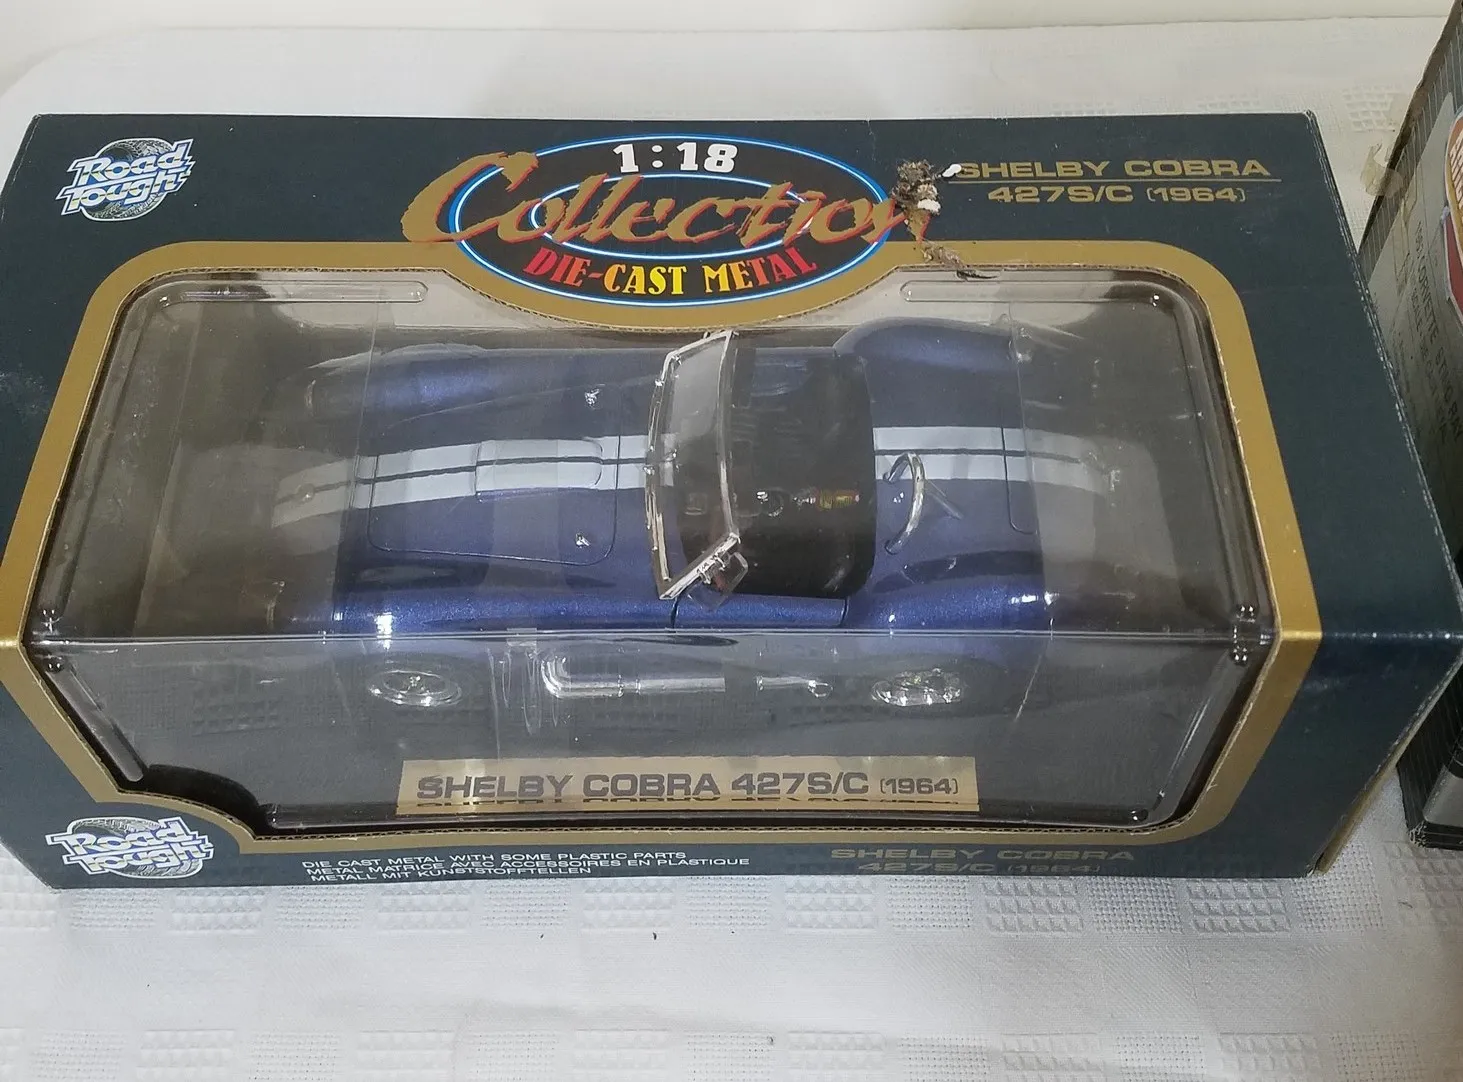 Road
Tough
1:18
Collection
DIE-CAST METAL
SHELBY COBRA
427S/C (1964)
SHELBY COBRA 427S/C (1964)
Road
Tough
DIE CAST METAL WITH SOME PLASTIC PARTS
METAL MATRICE AVEC ACCESSOIRES EN PLASTIQUE
METALL MIT KUNSTSTOFFTEILEN
SHELBY COBRA
427S/C (1964)